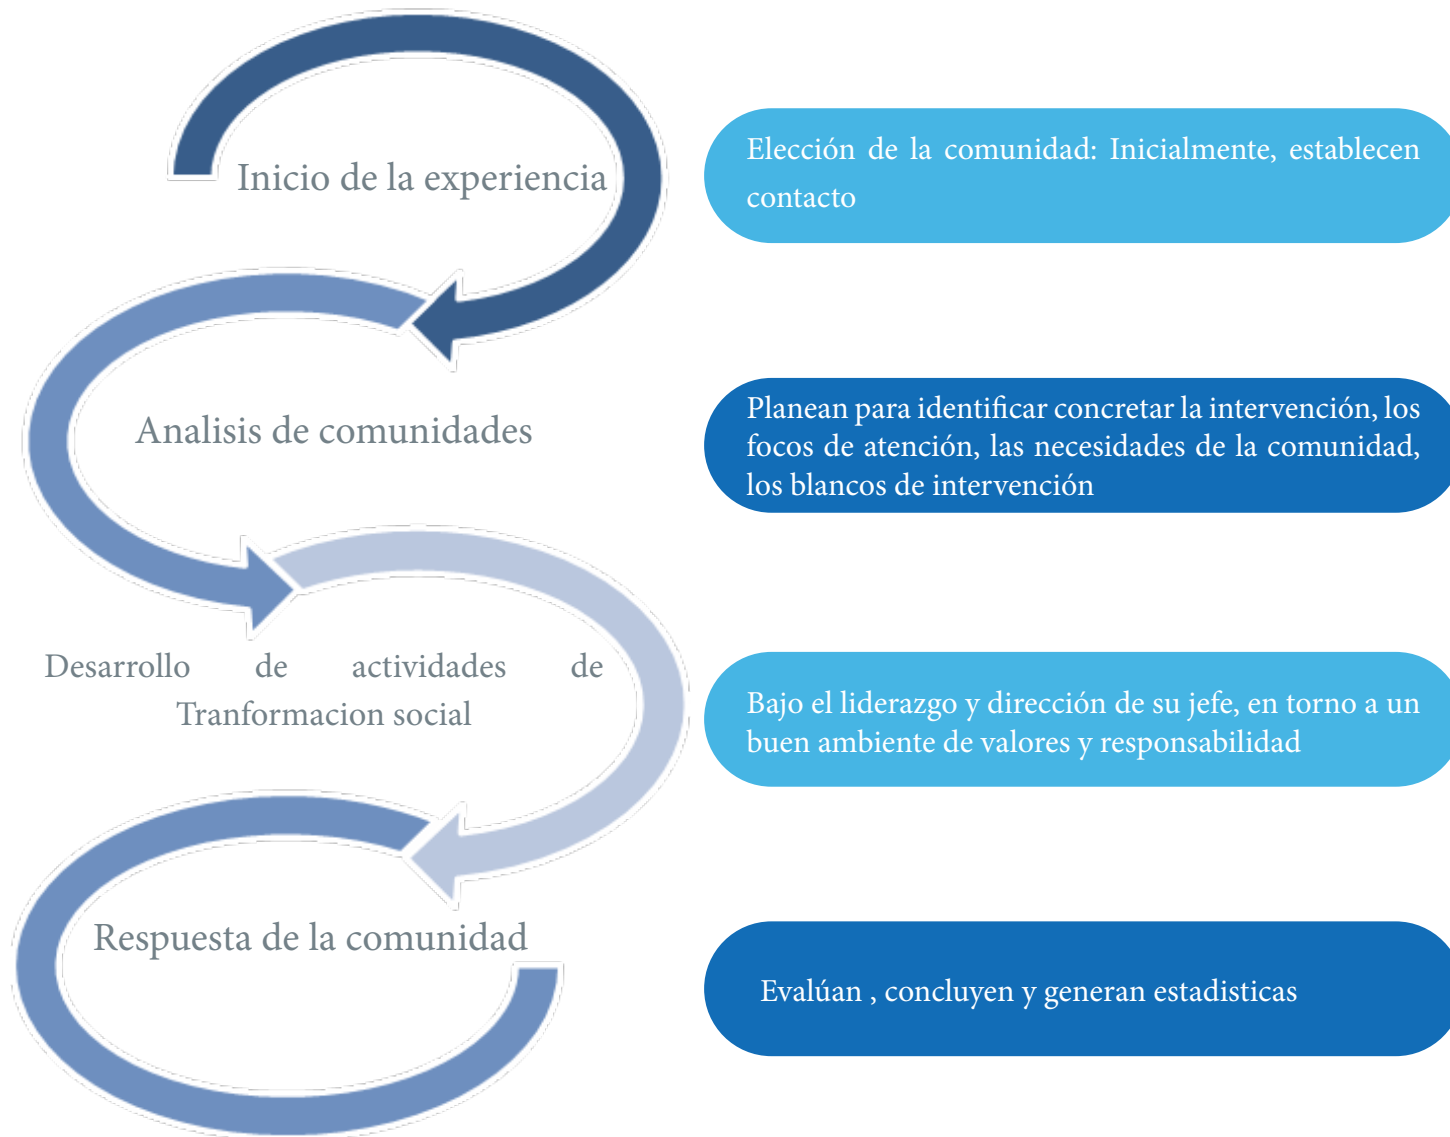 Inicio de la experiencia
Elección de la comunidad: Inicialmente, establecen
contacto
Analisis de comunidades
Planean para identificar concretar la intervención, los
focos de atención, las necesidades de la comunidad,
los blancos de intervención
Desarrollo de actividades de
Tranformacion social
Bajo el liderazgo y dirección de su jefe, en torno a un
buen ambiente de valores y responsabilidad
Respuesta de la comunidad
Evalúan , concluyen y generan estadisticas